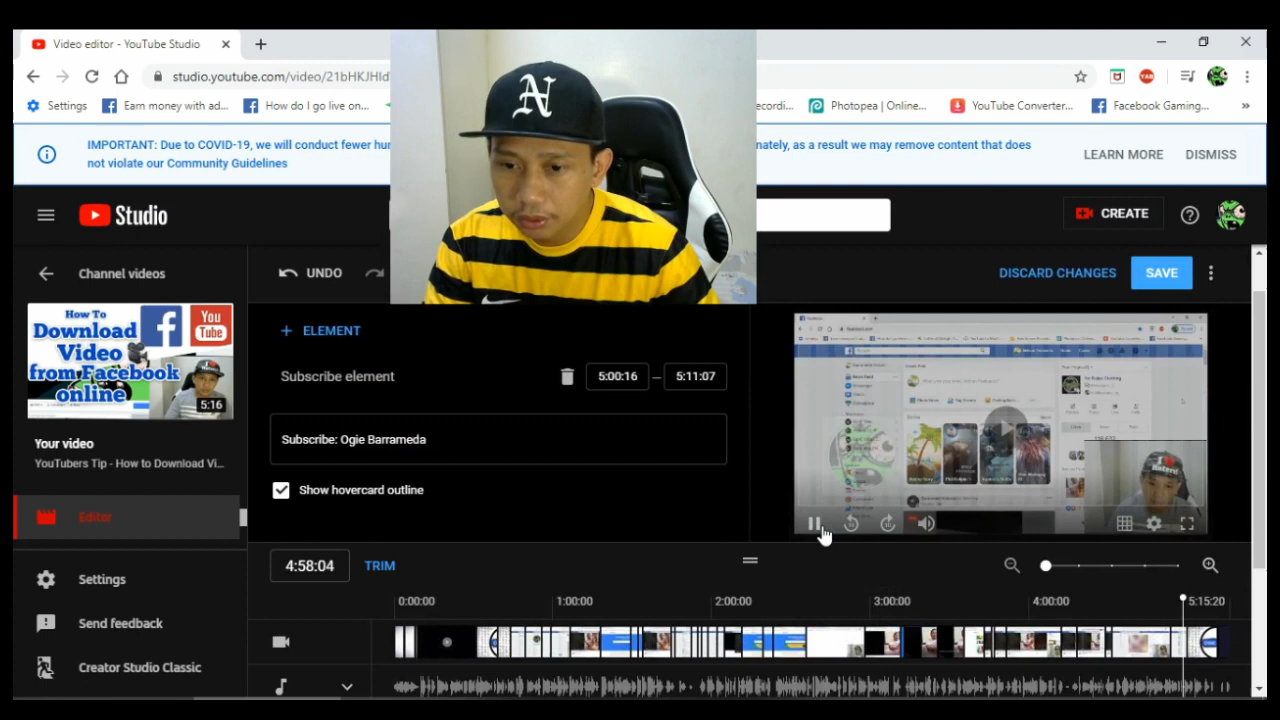 Video editor - YouTube Studio
studio.youtube.com/video/21bHKJHId
Settings
Earn money with ad...
How do I go live on...
ecordi...
Photopea | Online...
YouTube Converter...
Facebook Gaming...
IMPORTANT: Due to COVID-19, we will conduct fewer hu
nately, as a result we may remove content that does
not violate our Community Guidelines
LEARN MORE
DISMISS
Studio
CREATE
Channel videos
UNDO
DISCARD CHANGES
SAVE
How To
Download
Video
from Facebook
online
You
Tube
5:16
ELEMENT
Subscribe element
5:00:16
5:11:07
Subscribe: Ogie Barrameda
Show hovercard outline
Your video
YouTubers Tip - How to Download Vi...
Editor
Settings
Send feedback
Creator Studio Classic
4:58:04
TRIM
0:00:00
1:00:00
2:00:00
3:00:00
4:00:00
5:15:20